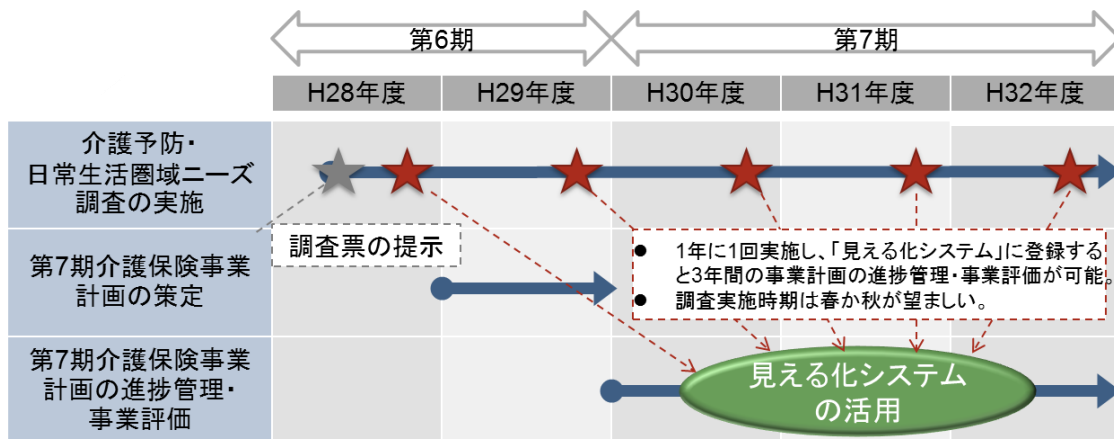 第6期
第7期
H28年度
H29年度
H30年度
H31年度
H32年度
介護予防・
日常生活圏域ニーズ
調査の実施
調査票の提示
● 1年に1回実施し、「見える化システム」に登録する
と3年間の事業計画の進捗管理・事業評価が可能。
● 調査実施時期は春か秋が望ましい。
第7期介護保険事業
計画の策定
第7期介護保険事業
計画の進捗管理・
事業評価
見える化システム
の活用